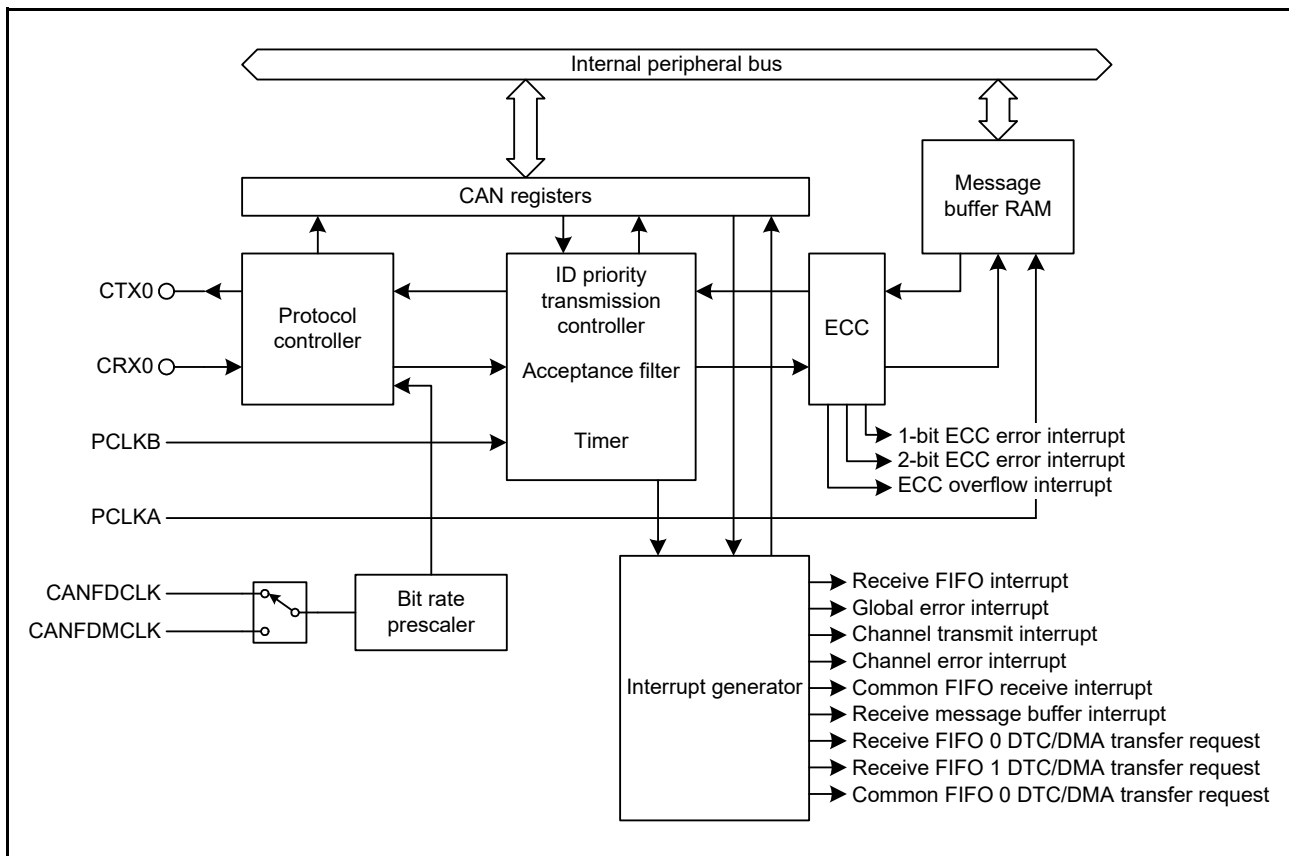 Internal peripheral bus
Message
buffer RAM
CAN registers
CTX0
CRX0
Protocol
controller
ID priority
transmission
controller
Acceptance filter
Timer
ECC
PCLKB
1-bit ECC error interrupt
2-bit ECC error interrupt
ECC overflow interrupt
PCLKA
CANFDCLK
CANFDMCLK
Bit rate
prescaler
Interrupt generator
Receive FIFO interrupt
Global error interrupt
Channel transmit interrupt
Channel error interrupt
Common FIFO receive interrupt
Receive message buffer interrupt
Receive FIFO 0 DTC/DMA transfer request
Receive FIFO 1 DTC/DMA transfer request
Common FIFO 0 DTC/DMA transfer request